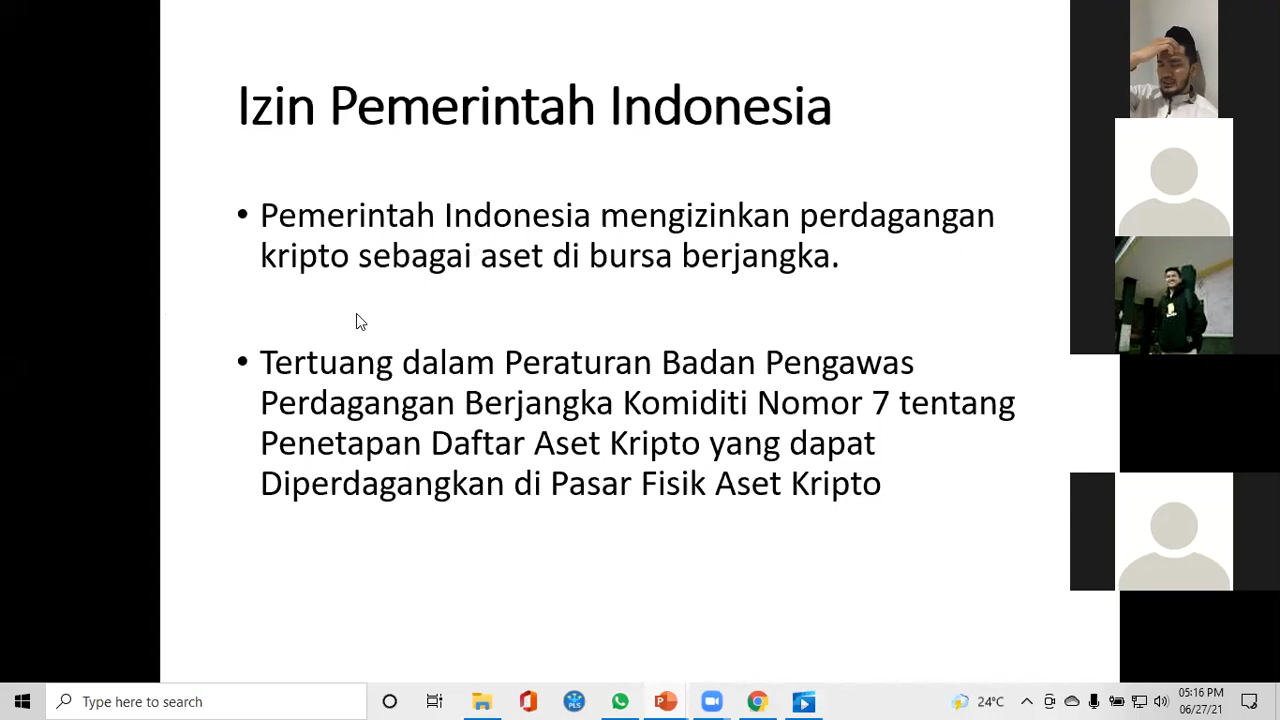 Izin Pemerintah Indonesia
• Pemerintah Indonesia mengizinkan perdagangan
kripto sebagai aset di bursa berjangka.
• Tertuang dalam Peraturan Badan Pengawas
Perdagangan Berjangka Komiditi Nomor 7 tentang
Penetapan Daftar Aset Kripto yang dapat
Diperdagangkan di Pasar Fisik Aset Kripto
Type here to search
PLS
24°C
05:16 PM
06/27/21